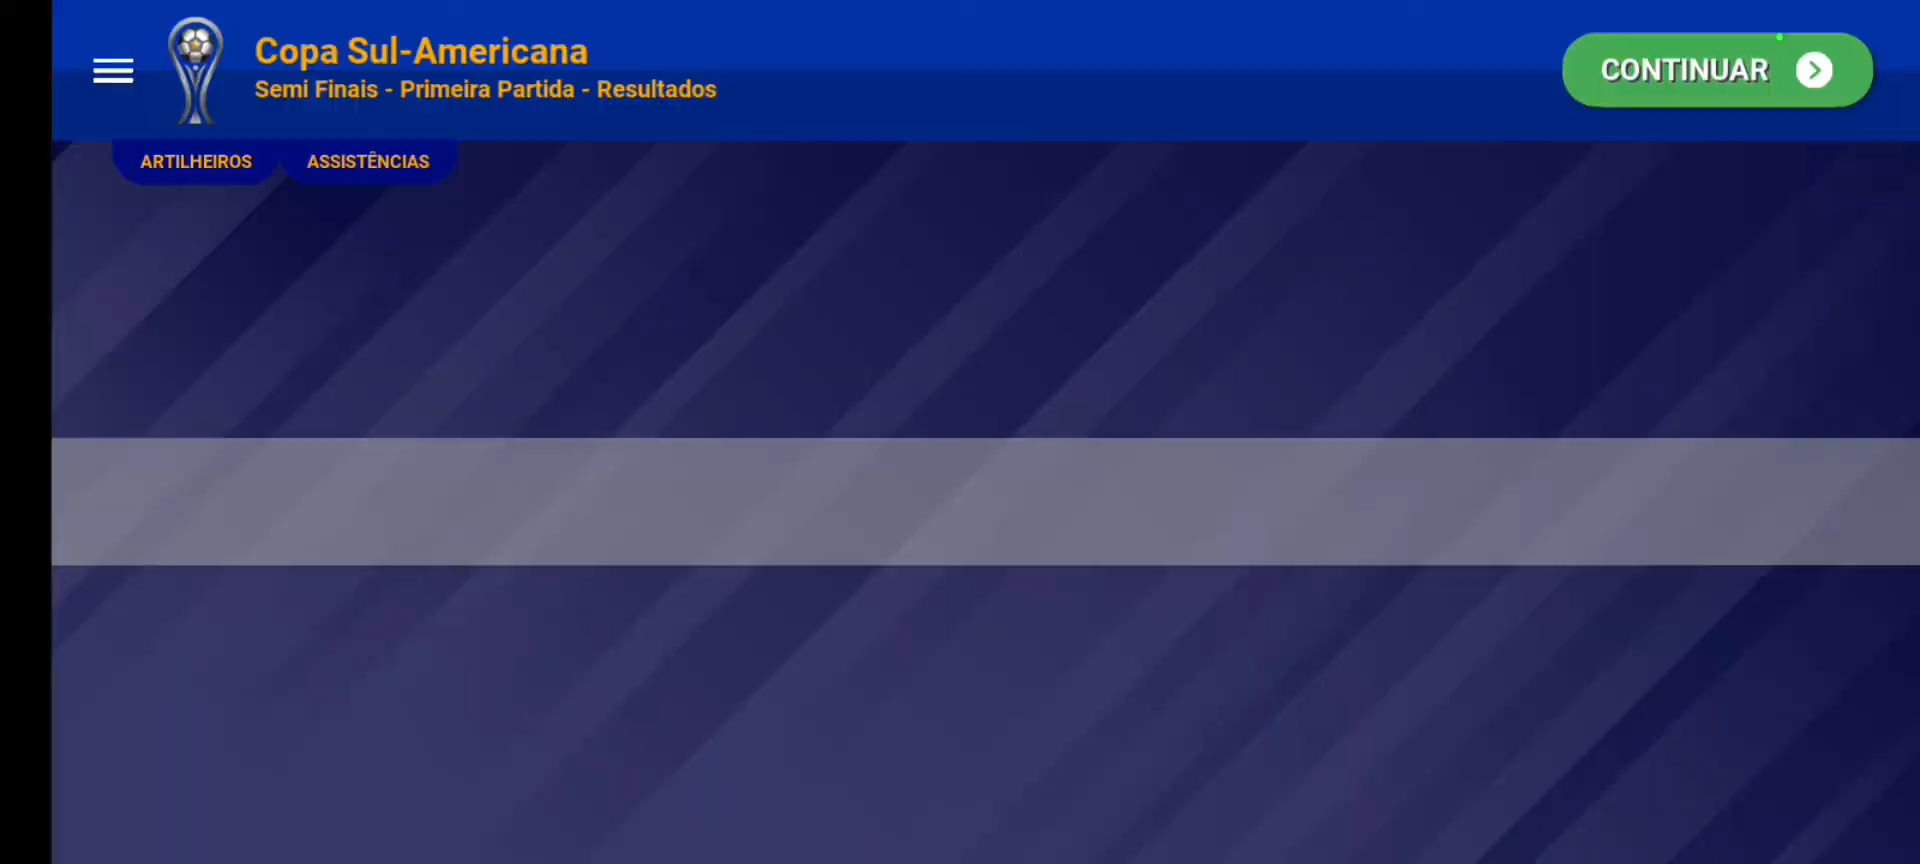 Copa Sul-Americana
Semi Finais - Primeira Partida - Resultados
CONTINUAR
ARTILHEIROS
ASSISTÊNCIAS